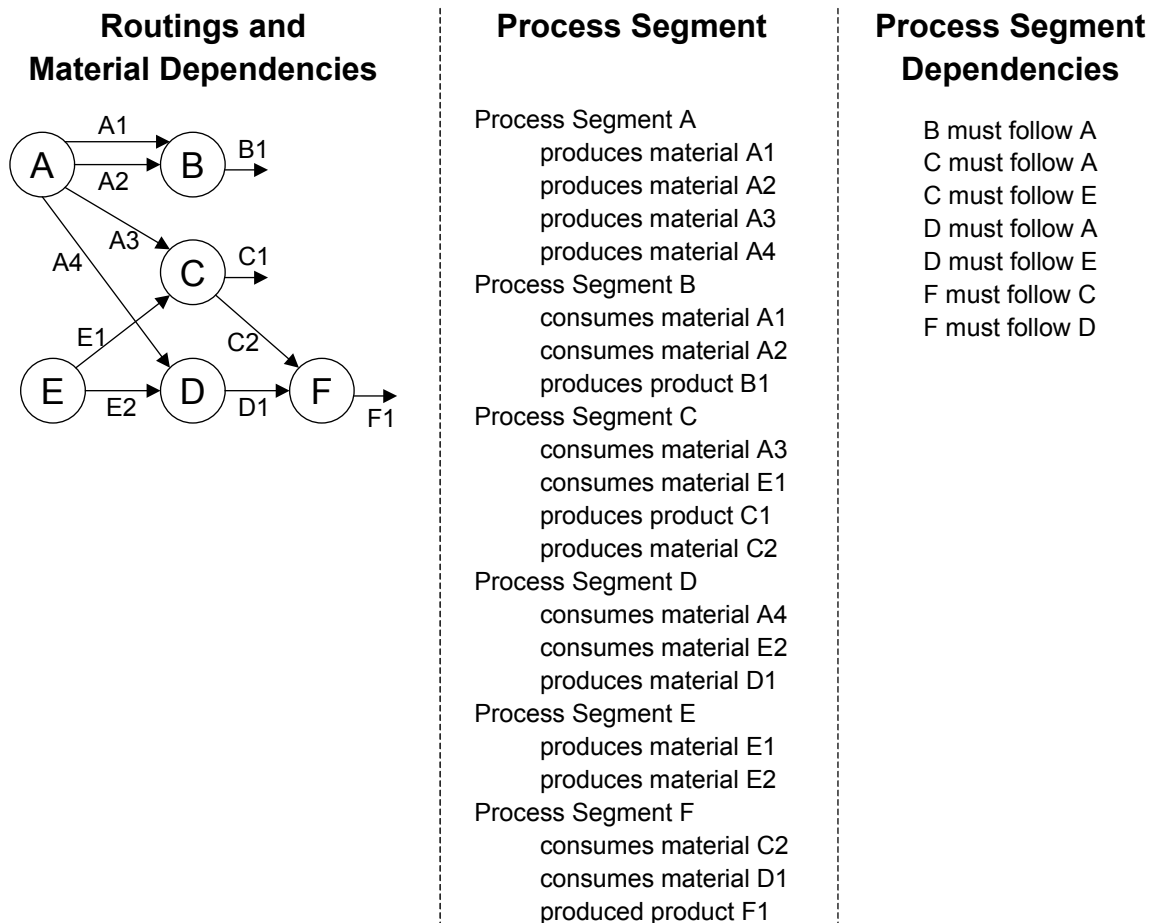 Routings and
Material Dependencies
A1
A
A2
B
B1
A3
A4
C
C1
E1
C2
E
E2
D
D1
F
F1
Process Segment
Process Segment A
produces material A1
produces material A2
produces material A3
produces material A4
Process Segment B
consumes material A1
consumes material A2
produces product B1
Process Segment C
consumes material A3
consumes material E1
produces product C1
produces material C2
Process Segment D
consumes material A4
consumes material E2
produces material D1
Process Segment E
produces material E1
produces material E2
Process Segment F
consumes material C2
consumes material D1
produced product F1
Process Segment
Dependencies
B must follow A
C must follow A
C must follow E
D must follow A
D must follow E
F must follow C
F must follow D